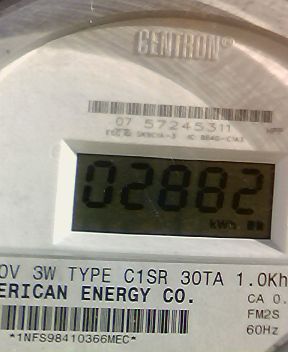 CENTRON®
07 57245311
02882
kWh
0V 3W TYPE C1SR 30TA 1.0Kh
ERICAN ENERGY CO.
CA 0.
FM2S
60Hz
*1NFS98410366MEC*